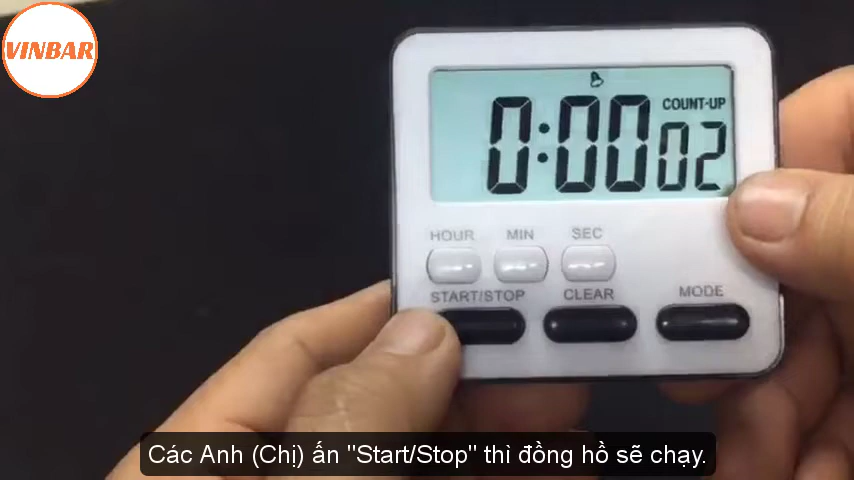 VINBAR
COUNT-UP
0:00 02
HOUR MIN SEC
START/STOP CLEAR MODE
Các Anh (Chị) ấn "Start/Stop" thì đồng hồ sẽ chạy.